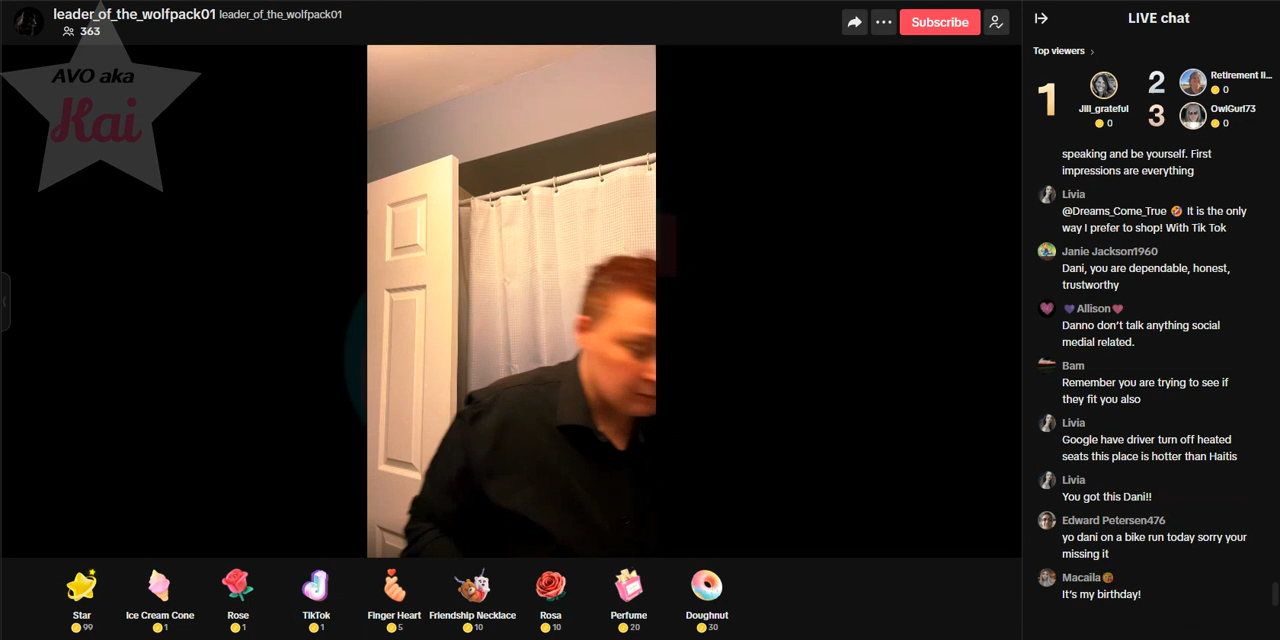 leader_of_the_wolfpack01 leader_of_the_wolfpack01
363
Subscribe
AVO aka
Kai
LIVE chat
Top viewers
1
Jill_grateful
0
2
Retirement li...
0
3
OwlGurl73
0
speaking and be yourself. First
impressions are everything
Livia
@Dreams_Come_True 🤣 It is the only
way I prefer to shop! With Tik Tok
Janie Jackson1960
Dani, you are dependable, honest,
trustworthy
💜Allison💗
Danno don't talk anything social
medial related.
Bam
Remember you are trying to see if
they fit you also
Livia
Google have driver turn off heated
seats this place is hotter than Haitis
Livia
You got this Dani!!
Edward Petersen476
yo dani on a bike run today sorry your
missing it
Macaila
It's my birthday!
Star
99
Ice Cream Cone
1
Rose
1
TikTok
1
Finger Heart
5
Friendship Necklace
10
Rosa
10
Perfume
20
Doughnut
30